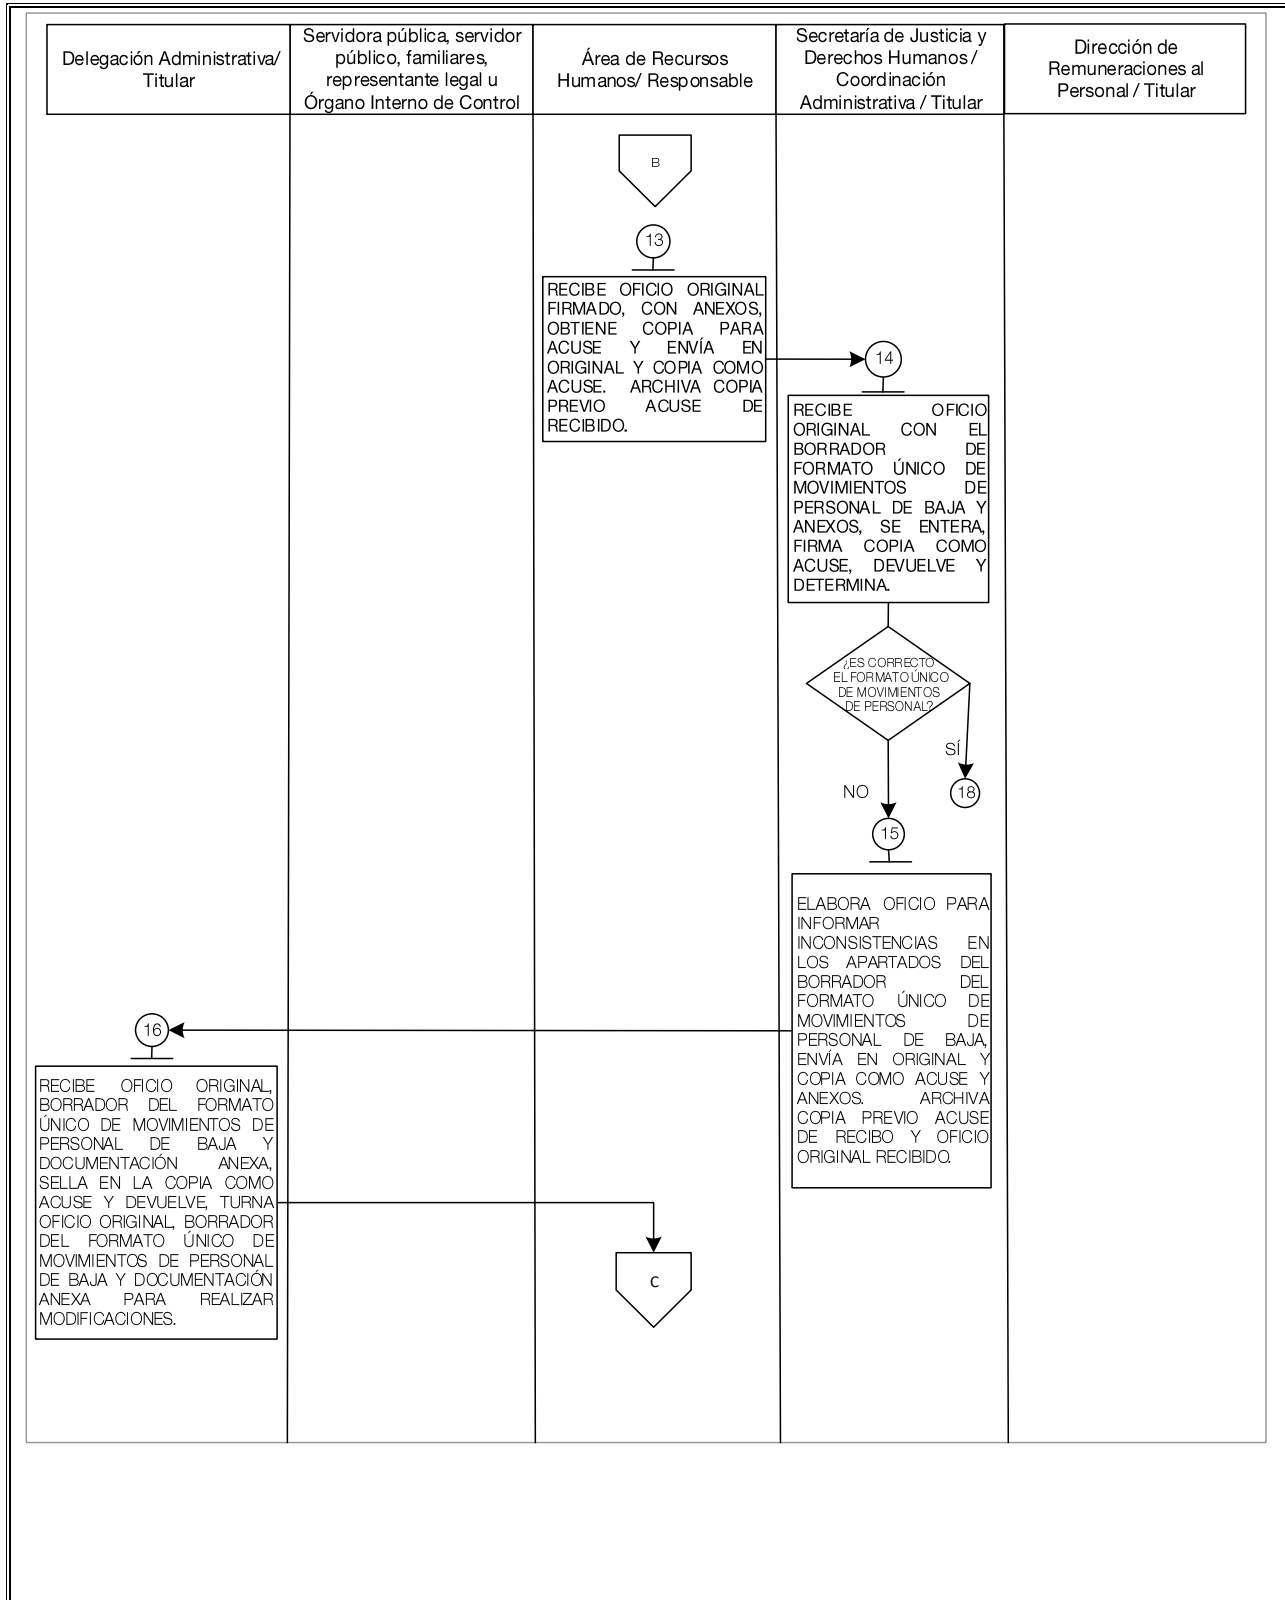 Delegación Administrativa/
Titular
Servidora pública, servidor
público, familiares,
representante legal u
Órgano Interno de Control
Área de Recursos
Humanos/ Responsable
Secretaría de Justicia y
Derechos Humanos /
Coordinación
Administrativa / Titular
Dirección de
Remuneraciones al
Personal / Titular
B
13
RECIBE OFICIO ORIGINAL
FIRMADO, CON ANEXOS,
OBTIENE COPIA PARA
ACUSE Y ENVÍA EN
ORIGINAL Y COPIA COMO
ACUSE. ARCHIVA COPIA
PREVIO ACUSE DE
RECIBIDO.
14
RECIBE OFICIO
ORIGINAL CON EL
BORRADOR DE
FORMATO ÚNICO DE
MOVIMIENTOS DE
PERSONAL DE BAJA Y
ANEXOS, SE ENTERA,
FIRMA COPIA COMO
ACUSE, DEVUELVE Y
DETERMINA.
¿ES CORRECTO
EL FORMATO ÚNICO
DE MOVIMIENTOS
DE PERSONAL?
SÍ
18
NO
15
ELABORA OFICIO PARA
INFORMAR
INCONSISTENCIAS EN
LOS APARTADOS DEL
BORRADOR DEL
FORMATO ÚNICO DE
MOVIMIENTOS DE
PERSONAL DE BAJA,
ENVÍA EN ORIGINAL Y
COPIA COMO ACUSE Y
ANEXOS. ARCHIVA
COPIA PREVIO ACUSE
DE RECIBO Y OFICIO
ORIGINAL RECIBIDO.
16
RECIBE OFICIO ORIGINAL,
BORRADOR DEL FORMATO
ÚNICO DE MOVIMIENTOS DE
PERSONAL DE BAJA Y
DOCUMENTACIÓN ANEXA,
SELLA EN LA COPIA COMO
ACUSE Y DEVUELVE, TURNA
OFICIO ORIGINAL, BORRADOR
DEL FORMATO ÚNICO DE
MOVIMIENTOS DE PERSONAL
DE BAJA Y DOCUMENTACIÓN
ANEXA PARA REALIZAR
MODIFICACIONES.
C